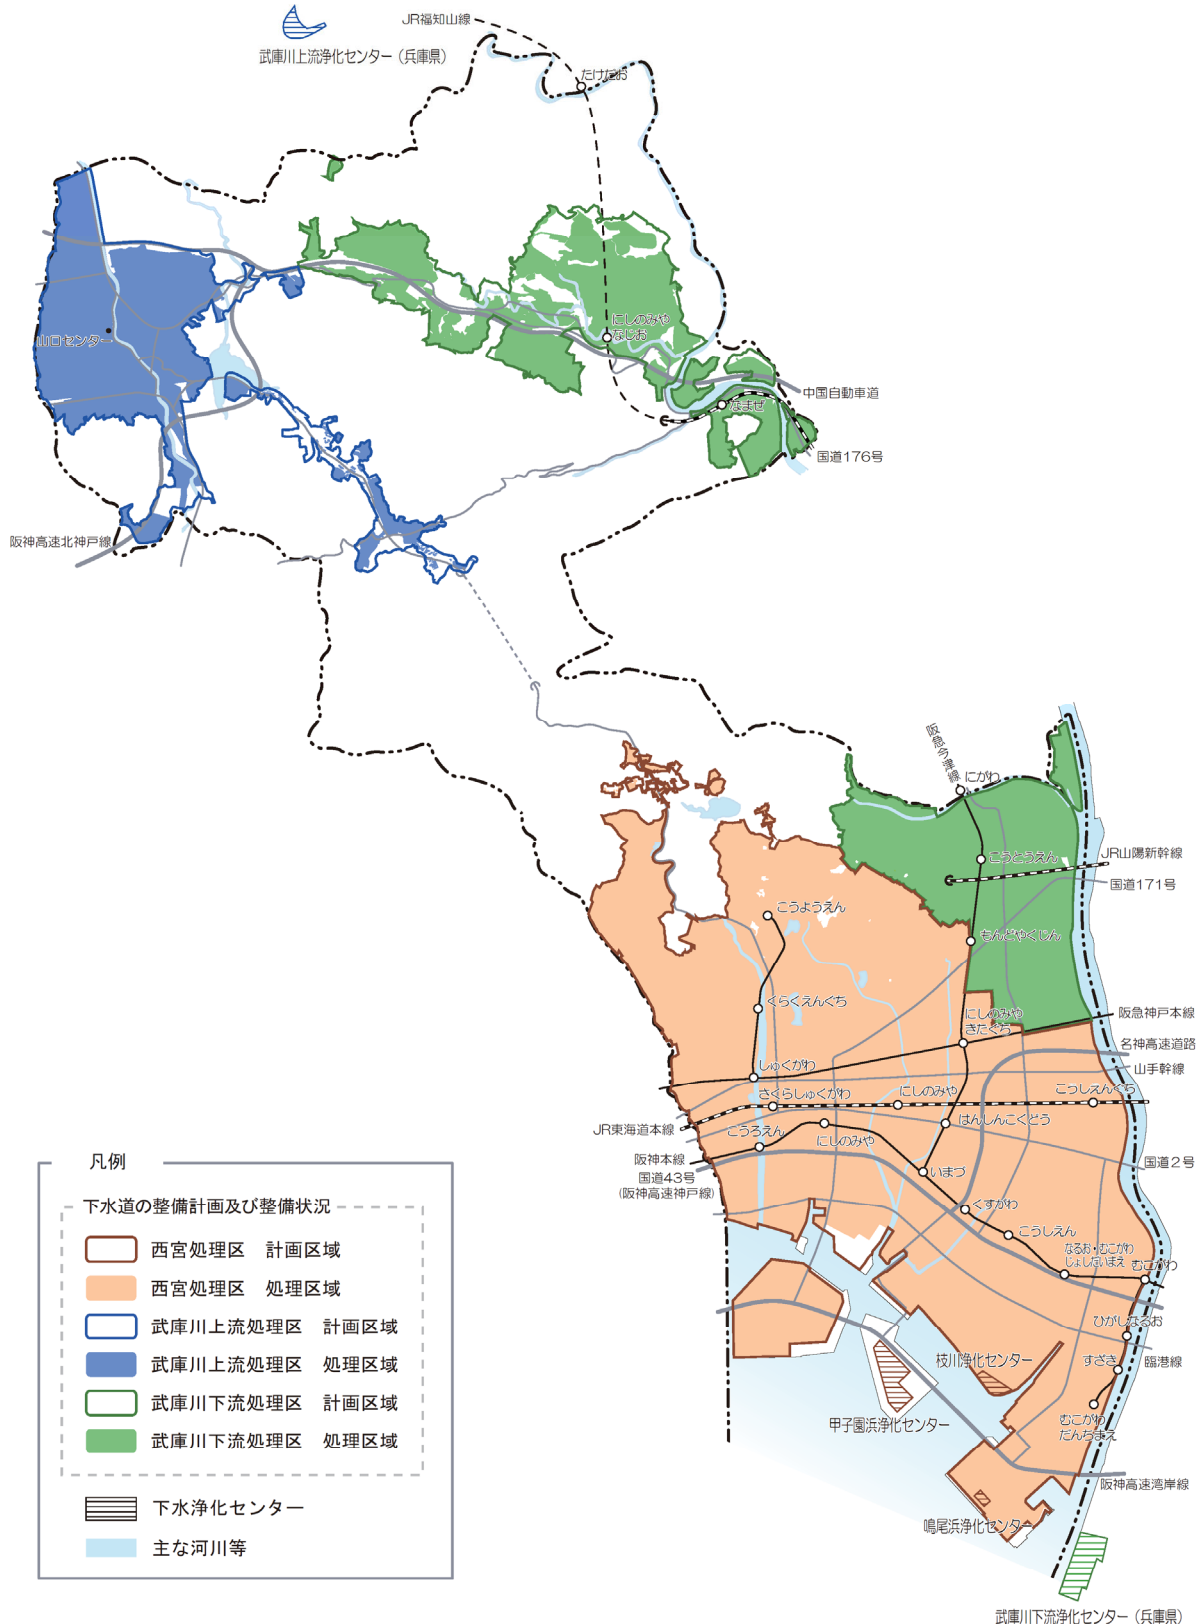 JR福知山線
武庫川上流浄化センター（兵庫県）
たけだお
山口センター
にしのみや
なじお
中国自動車道
なまぜ
国道176号
阪神高速北神戸線
阪急今津線
にがわ
こうとうえん
JR山陽新幹線
国道171号
こうようえん
もんどやくじん
くらくえんぐち
にしのみや
きたぐち
阪急神戸本線
名神高速道路
しゅくがわ
山手幹線
さくらしゅくがわ
にしのみや
こうしえんぐち
JR東海道本線
こうろえん
にしのみや
はんしんこくどう
阪神本線
国道2号
国道43号
(阪神高速神戸線)
いまづ
くすがわ
こうしえん
なるお・むこがわ
じょしだいまえ
むこがわ
ひがしなるお
臨港線
枝川浄化センター
すざき
甲子園浜浄化センター
むこがわ
だんちまえ
阪神高速湾岸線
鳴尾浜浄化センター
武庫川下流浄化センター（兵庫県）
凡例
下水道の整備計画及び整備状況
西宮処理区　計画区域
西宮処理区　処理区域
武庫川上流処理区　計画区域
武庫川上流処理区　処理区域
武庫川下流処理区　計画区域
武庫川下流処理区　処理区域
下水浄化センター
主な河川等